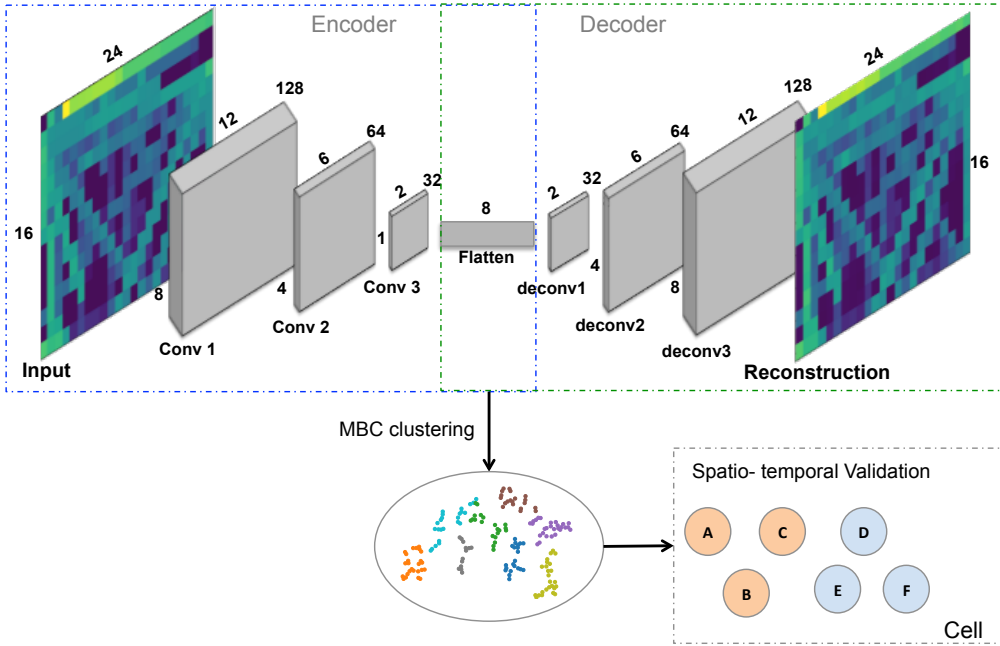 Encoder
Decoder
24
16
Input
12
128
8
Conv 1
6
64
4
Conv 2
2
32
1
Conv 3
8
Flatten
2
32
deconv1
6
64
4
deconv2
12
128
8
deconv3
24
16
Reconstruction
MBC clustering
Spatio- temporal Validation
A
C
D
B
E
F
Cell